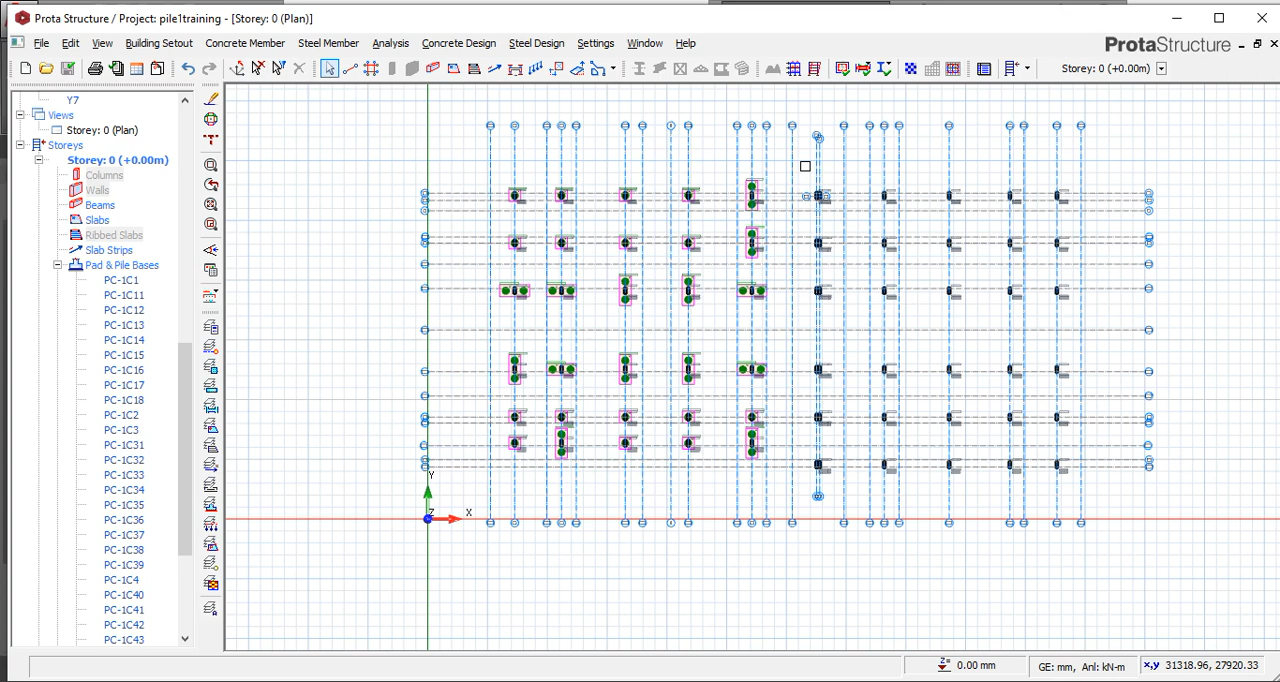 Prota Structure / Project: pile1training - [Storey: 0 (Plan)]
File Edit View Building Setout Concrete Member Steel Member Analysis Concrete Design Steel Design Settings Window Help
ProtaStructure
Storey: 0 (+0.00m)
Y7
Views
Storey: 0 (Plan)
Storeys
Storey: 0 (+0.00m)
Columns
Walls
Beams
Slabs
Ribbed Slabs
Slab Strips
Pad & Pile Bases
PC-1C1
PC-1C11
PC-1C12
PC-1C13
PC-1C14
PC-1C15
PC-1C16
PC-1C17
PC-1C18
PC-1C2
PC-1C3
PC-1C31
PC-1C32
PC-1C33
PC-1C34
PC-1C35
PC-1C36
PC-1C37
PC-1C38
PC-1C39
PC-1C4
PC-1C40
PC-1C41
PC-1C42
PC-1C43
Y
Z
X
Z= 0.00 mm
GE: mm, Anl: kN-m
x,y 31318.96, 27920.33